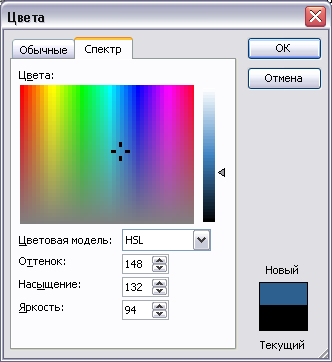 Цвета
Обычные
Спектр
OK
Отмена
Цвета:
Цветовая модель: HSL
Оттенок: 148
Насыщение: 132
Яркость: 94
Новый
Текущий